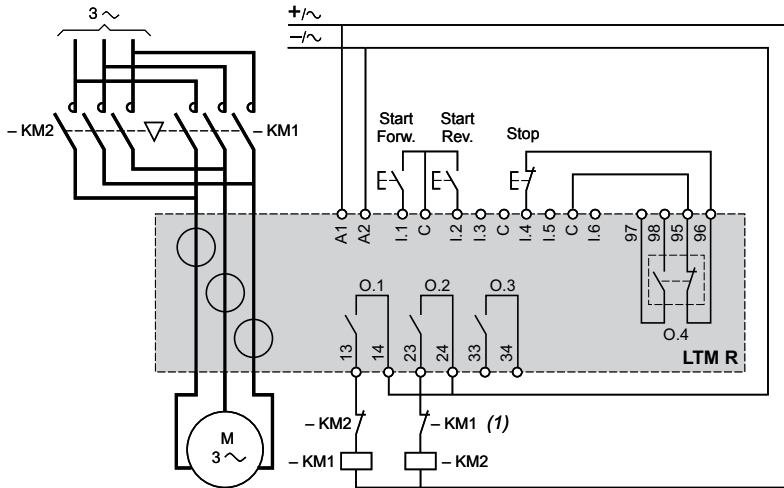 3 ∼
+/∼
−/∼
– KM2
– KM1
Start
Forw.
Start
Rev.
Stop
A1
A2
I.1
C
I.2
I.3
C
I.4
I.5
C
I.6
97
98
95
96
O.1
O.2
O.3
O.4
13
14
23
24
33
34
LTM R
M
3 ∼
– KM2
– KM1 (1)
– KM1
– KM2